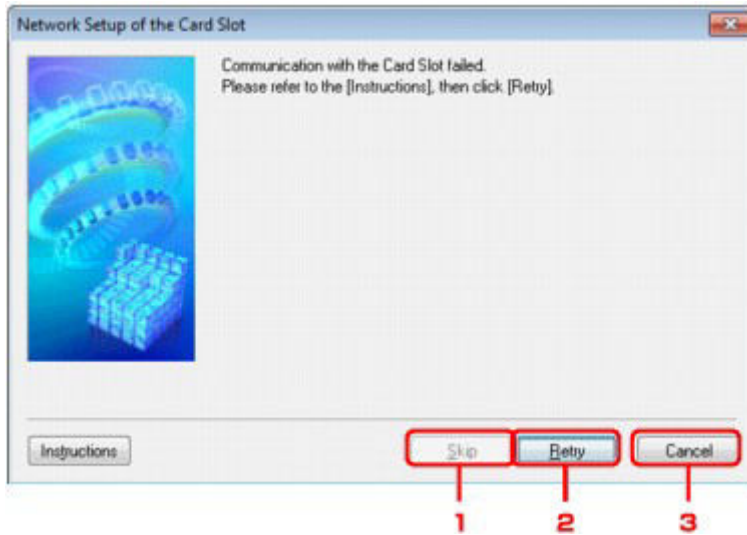 Network Setup of the Card Slot
Communication with the Card Slot failed.
Please refer to the [Instructions], then click [Retry].
Instructions
Skip
Retry
Cancel
1
2
3